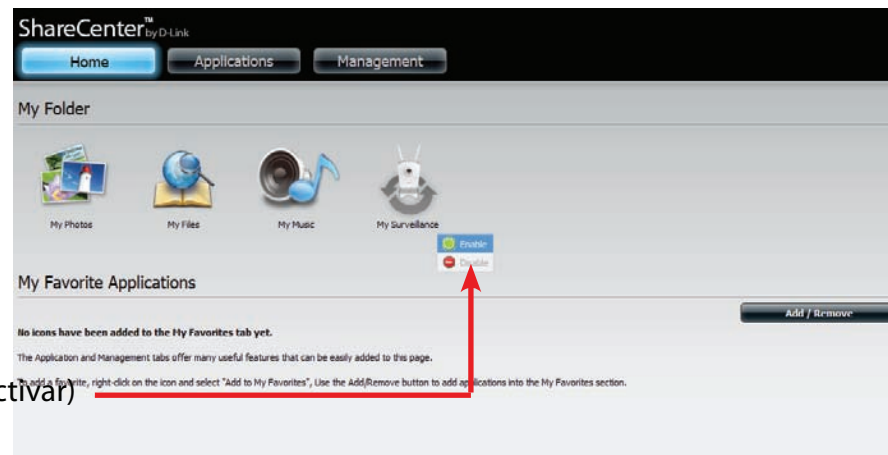 ShareCenter™ by D-Link
Home Applications Management
My Folder
My Photos My Files My Music My Surveillance
Enable
Disable
My Favorite Applications
Add / Remove
No icons have been added to the My Favorites tab yet.
The Application and Management tabs offer many useful features that can be easily added to this page.
To add a favorite, right-click on the icon and select "Add to My Favorites", Use the Add/Remove button to add applications into the My Favorites section.
ctivar)